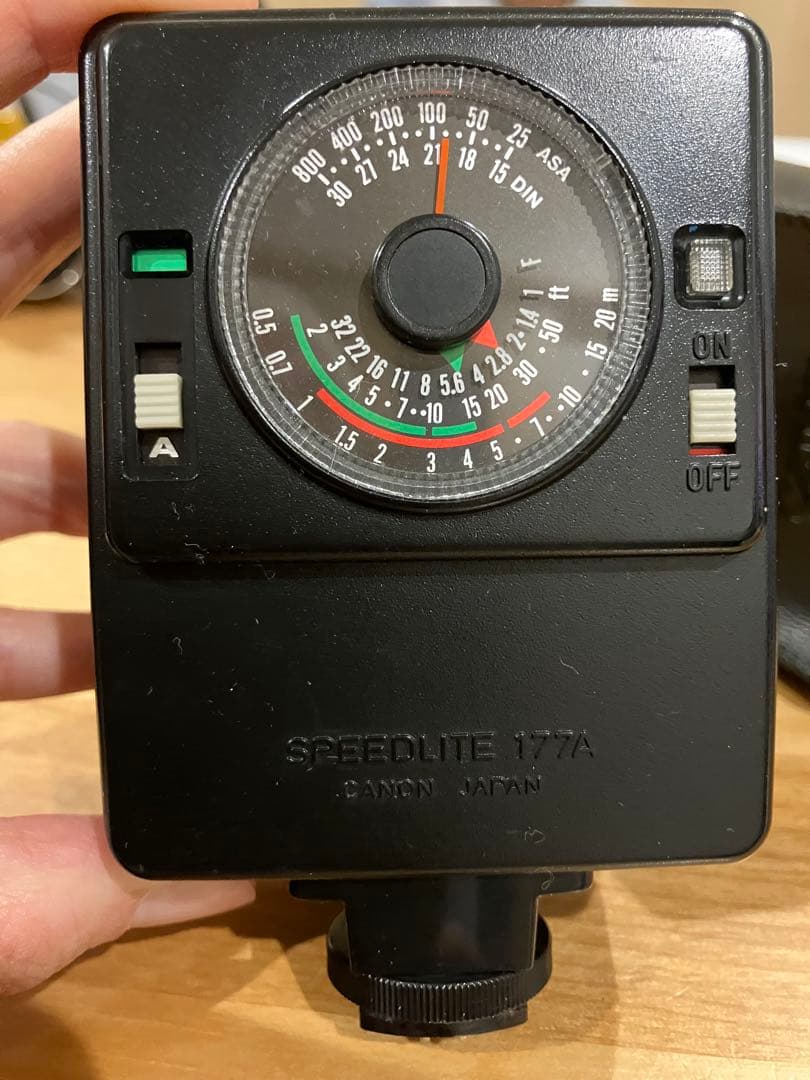 800 400 200 100 50 25 ASA
30 27 24 21 18 15 DIN
32 22 16 11 8 5.6 4 2.8 2 1.4 1 F
2 3 4 5 7 10 15 20 30 50 ft
0.5 0.7 1 1.5 2 3 4 5 7 10 15 20 m
A
ON
OFF
SPEEDLITE 177A
CANON JAPAN